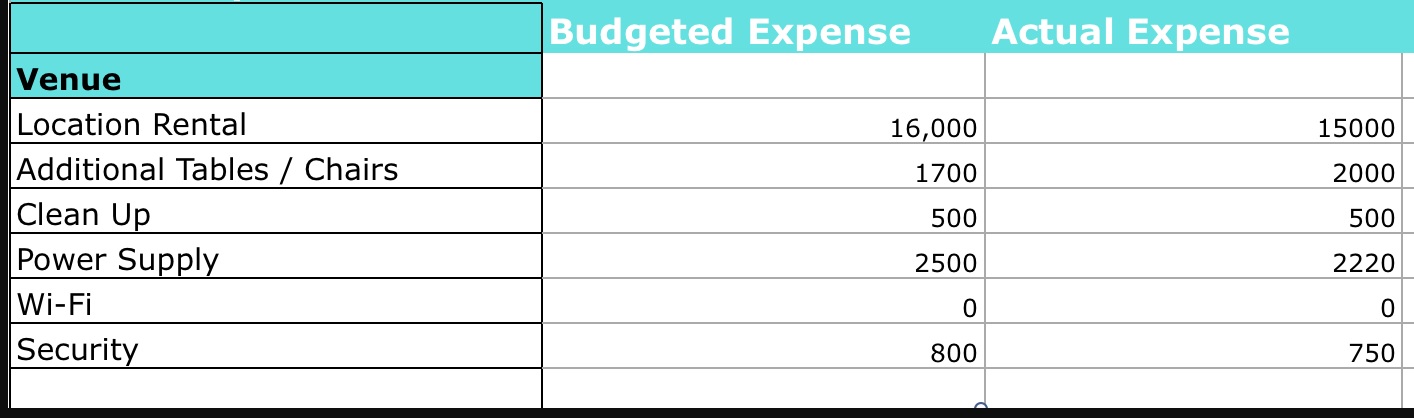 Budgeted Expense Actual Expense
Venue
Location Rental 16,000 15000
Additional Tables / Chairs 1700 2000
Clean Up 500 500
Power Supply 2500 2220
Wi-Fi 0 0
Security 800 750